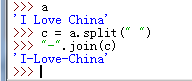 >>> a
'I Love China'
>>> c = a.split(" ")
>>> "-".join(c)
'I-Love-China'
>>>